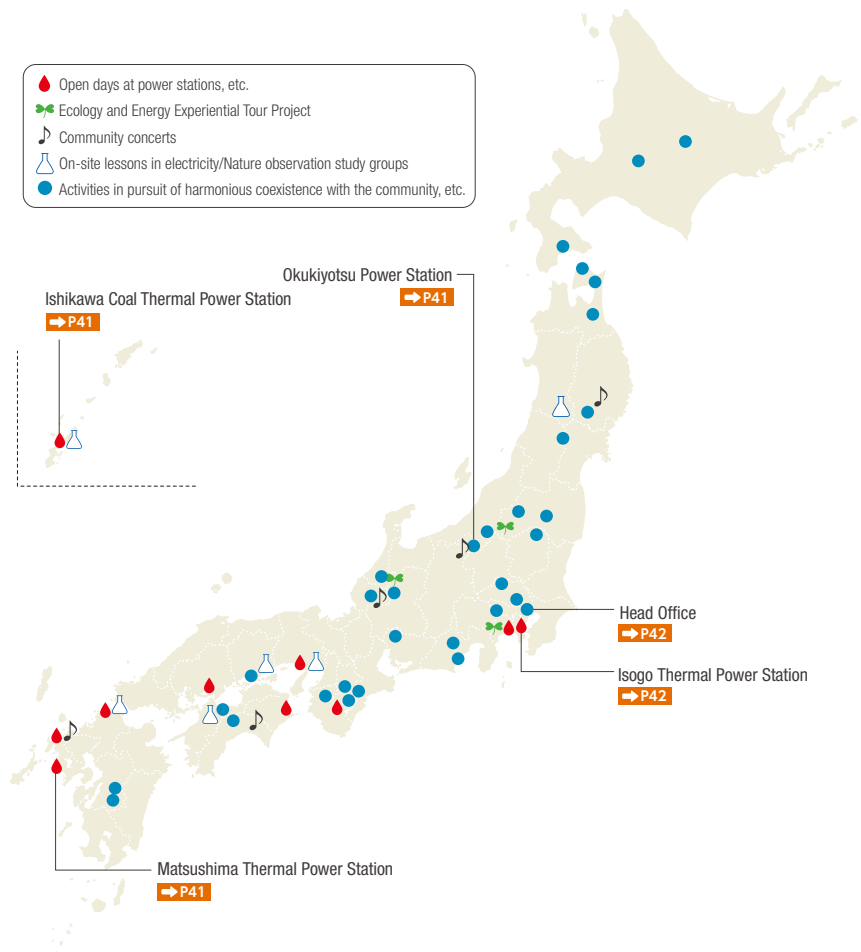 Open days at power stations, etc.
Ecology and Energy Experiential Tour Project
Community concerts
On-site lessons in electricity/Nature observation study groups
Activities in pursuit of harmonious coexistence with the community, etc.
Okukiyotsu Power Station
➡P41
Ishikawa Coal Thermal Power Station
➡P41
Head Office
➡P42
Isogo Thermal Power Station
➡P42
Matsushima Thermal Power Station
➡P41